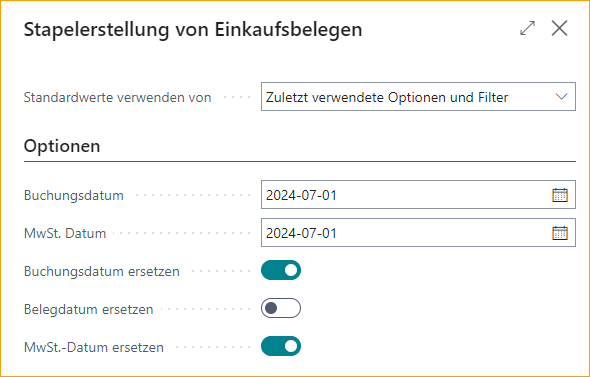 Stapelerstellung von Einkaufsbelegen
Standardwerte verwenden von Zuletzt verwendete Optionen und Filter
Optionen
Buchungsdatum 2024-07-01
MwSt. Datum 2024-07-01
Buchungsdatum ersetzen
Belegdatum ersetzen
MwSt.-Datum ersetzen